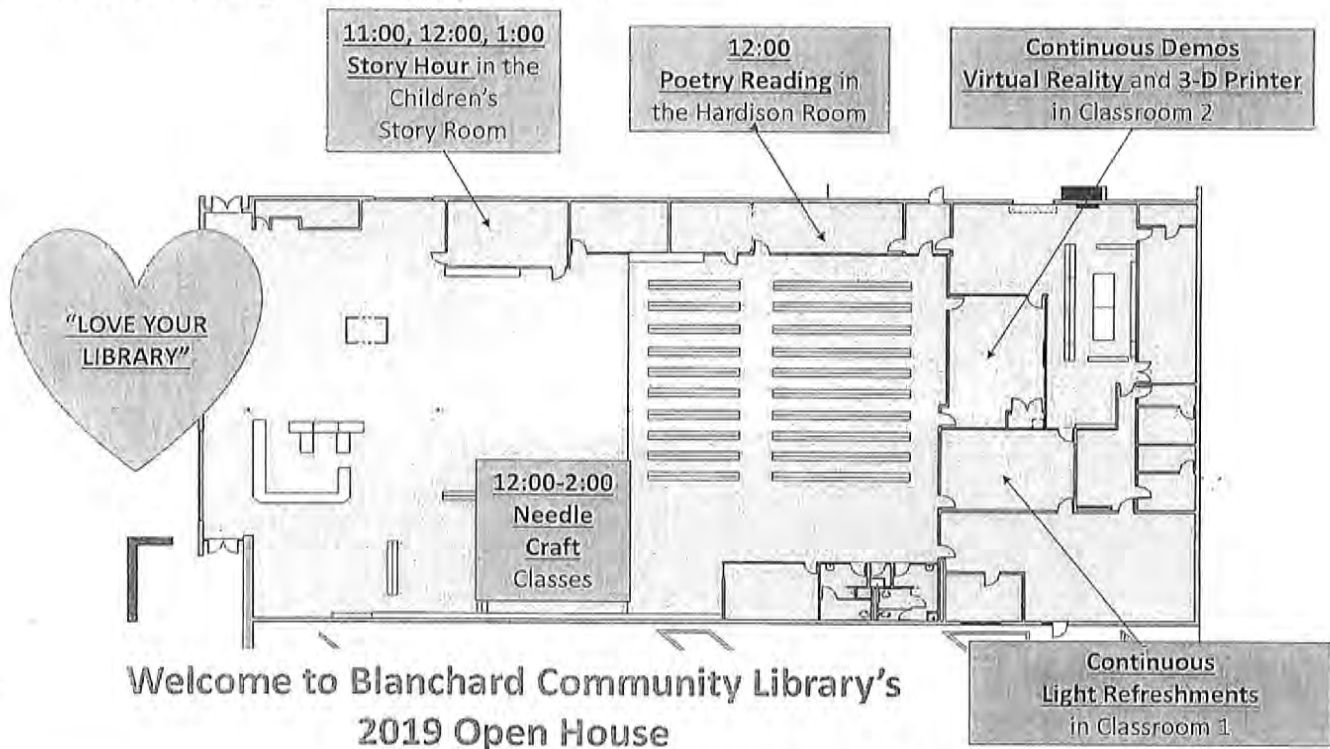 11:00, 12:00, 1:00
Story Hour in the
Children's
Story Room
12:00
Poetry Reading in
the Hardison Room
Continuous Demos
Virtual Reality and 3-D Printer
in Classroom 2
"LOVE YOUR
LIBRARY"
12:00-2:00
Needle
Craft
Classes
Continuous
Light Refreshments
in Classroom 1
Welcome to Blanchard Community Library's
2019 Open House